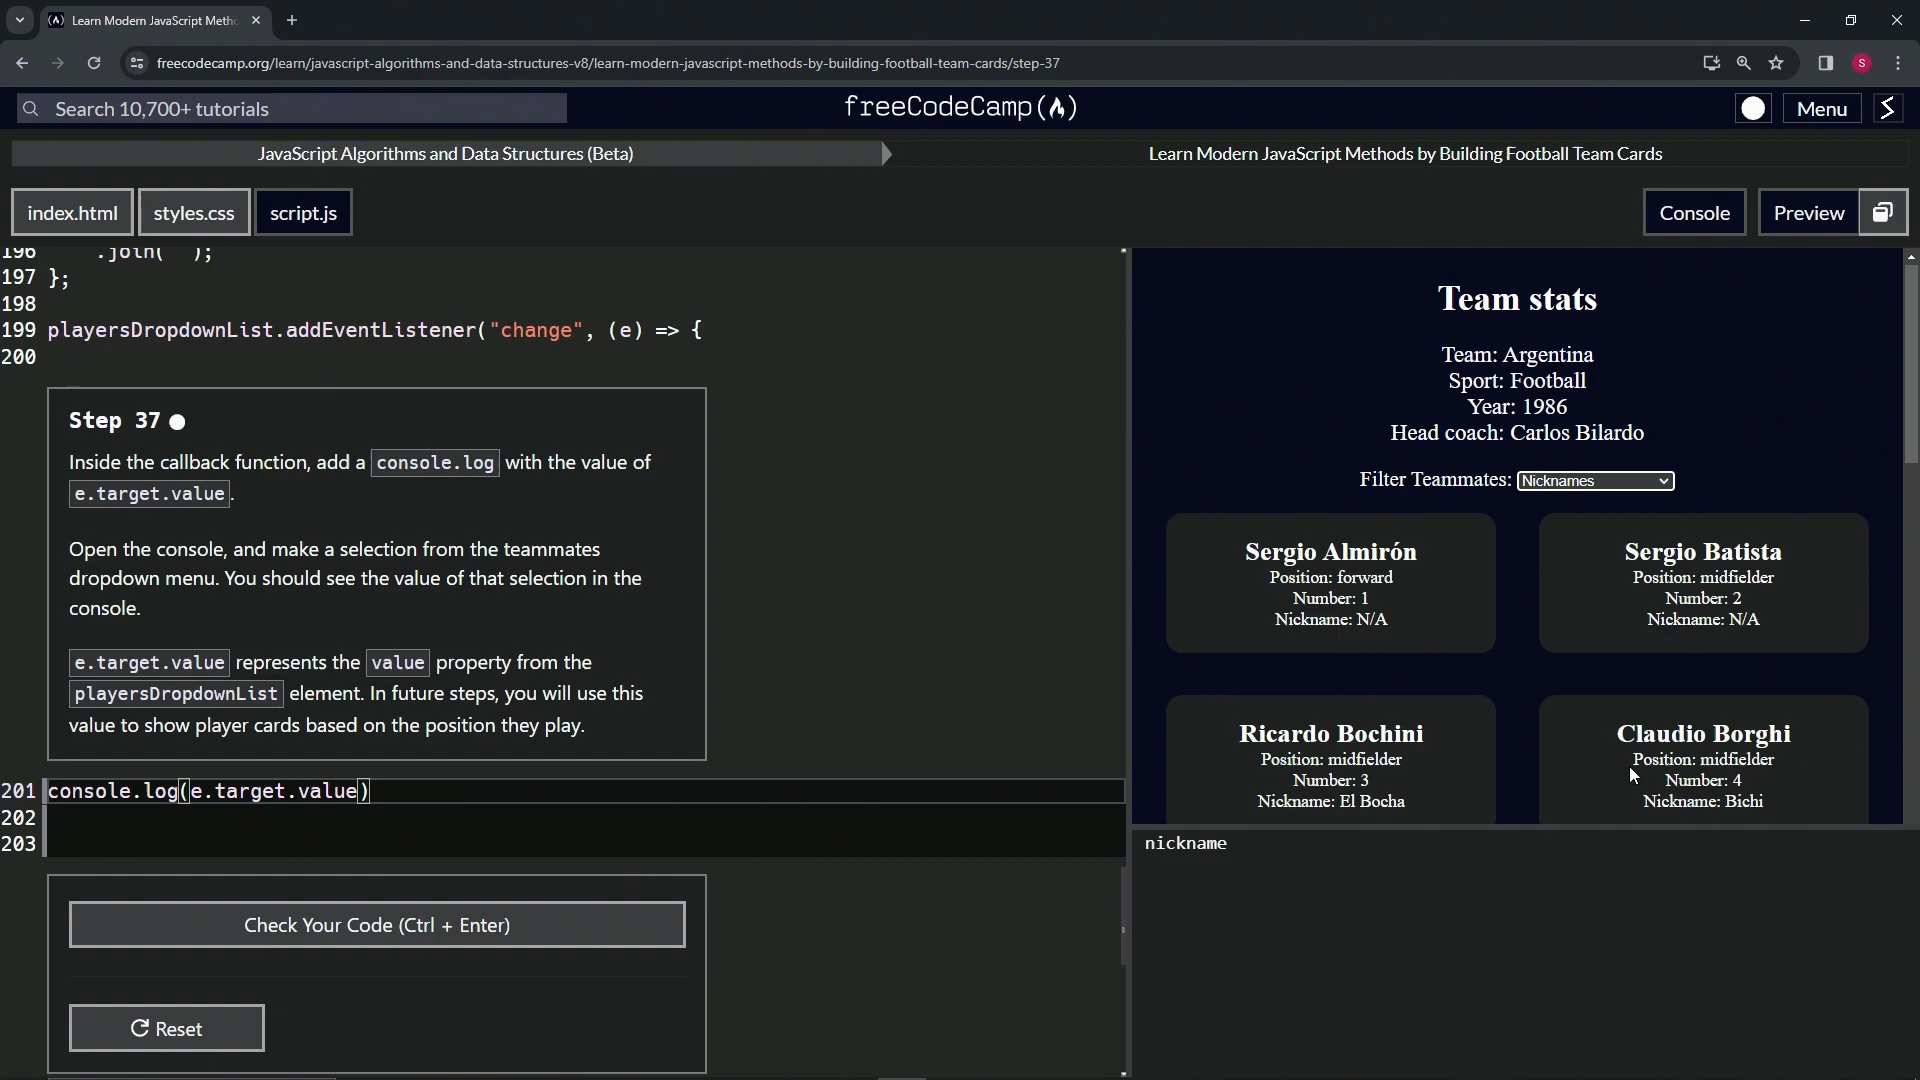 Learn Modern JavaScript Metho
freecodecamp.org/learn/javascript-algorithms-and-data-structures-v8/learn-modern-javascript-methods-by-building-football-team-cards/step-37
S
Search 10,700+ tutorials
freeCodeCamp
Menu
JavaScript Algorithms and Data Structures (Beta)
Learn Modern JavaScript Methods by Building Football Team Cards
index.html
styles.css
script.js
Console
Preview
196 .join( );
197 };
198
199 playersDropdownList.addEventListener("change", (e) => {
200
Step 37
Inside the callback function, add a console.log with the value of
e.target.value.
Open the console, and make a selection from the teammates
dropdown menu. You should see the value of that selection in the
console.
e.target.value represents the value property from the
playersDropdownList element. In future steps, you will use this
value to show player cards based on the position they play.
201 console.log(e.target.value)
202
203
Check Your Code (Ctrl + Enter)
Reset
Team stats
Team: Argentina
Sport: Football
Year: 1986
Head coach: Carlos Bilardo
Filter Teammates: Nicknames
Sergio Almirón
Position: forward
Number: 1
Nickname: N/A
Sergio Batista
Position: midfielder
Number: 2
Nickname: N/A
Ricardo Bochini
Position: midfielder
Number: 3
Nickname: El Bocha
Claudio Borghi
Position: midfielder
Number: 4
Nickname: Bichi
nickname